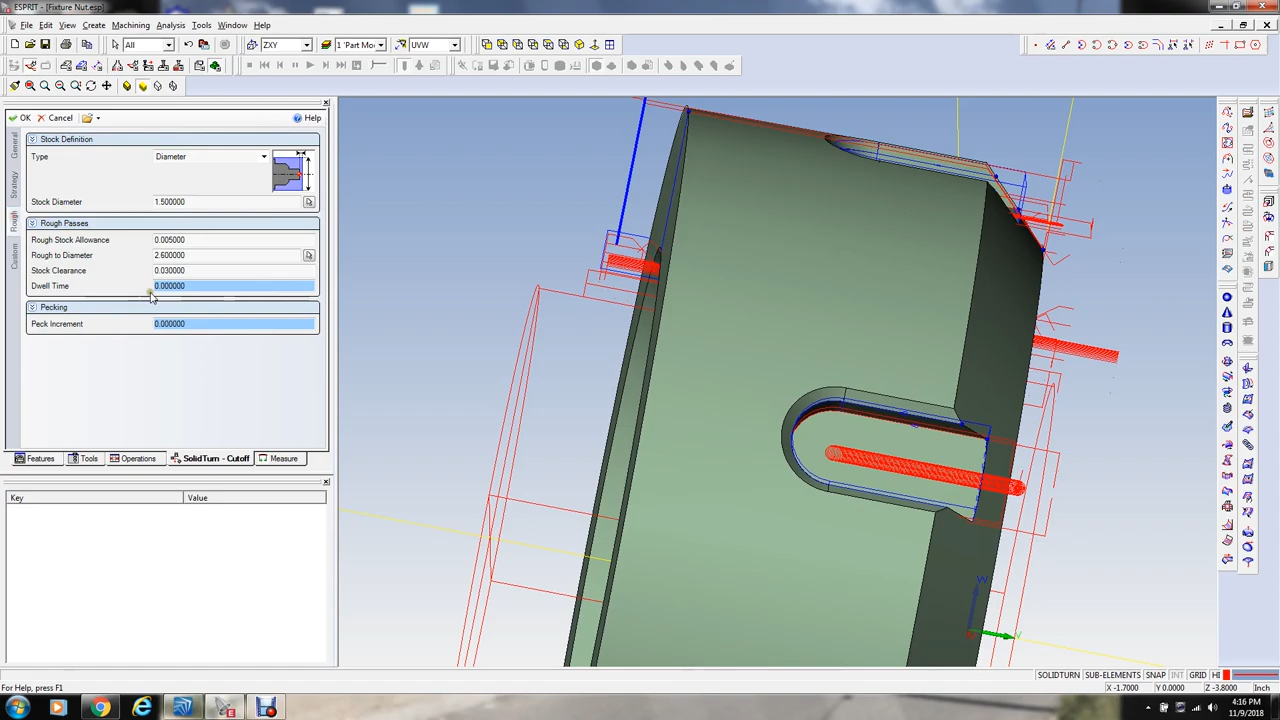 ESPRIT - [Fixture Nut.esp]
File Edit View Create Machining Analysis Tools Window Help
All ZXY 1 'Part Mo UVW
OK Cancel Help
General
Strategy
Rough
Custom
Stock Definition
Type Diameter
Stock Diameter 1.500000
Rough Passes
Rough Stock Allowance 0.005000
Rough to Diameter 2.600000
Stock Clearance 0.030000
Dwell Time 0.000000
Pecking
Peck Increment 0.000000
Features Tools Operations SolidTurn - Cutoff Measure
Key Value
W
V
For Help, press F1
SOLIDTURN SUB-ELEMENTS SNAP INT GRID HI
X -1.7000 Y 0.0000 Z -3.8000 Inch
4:16 PM
11/9/2018